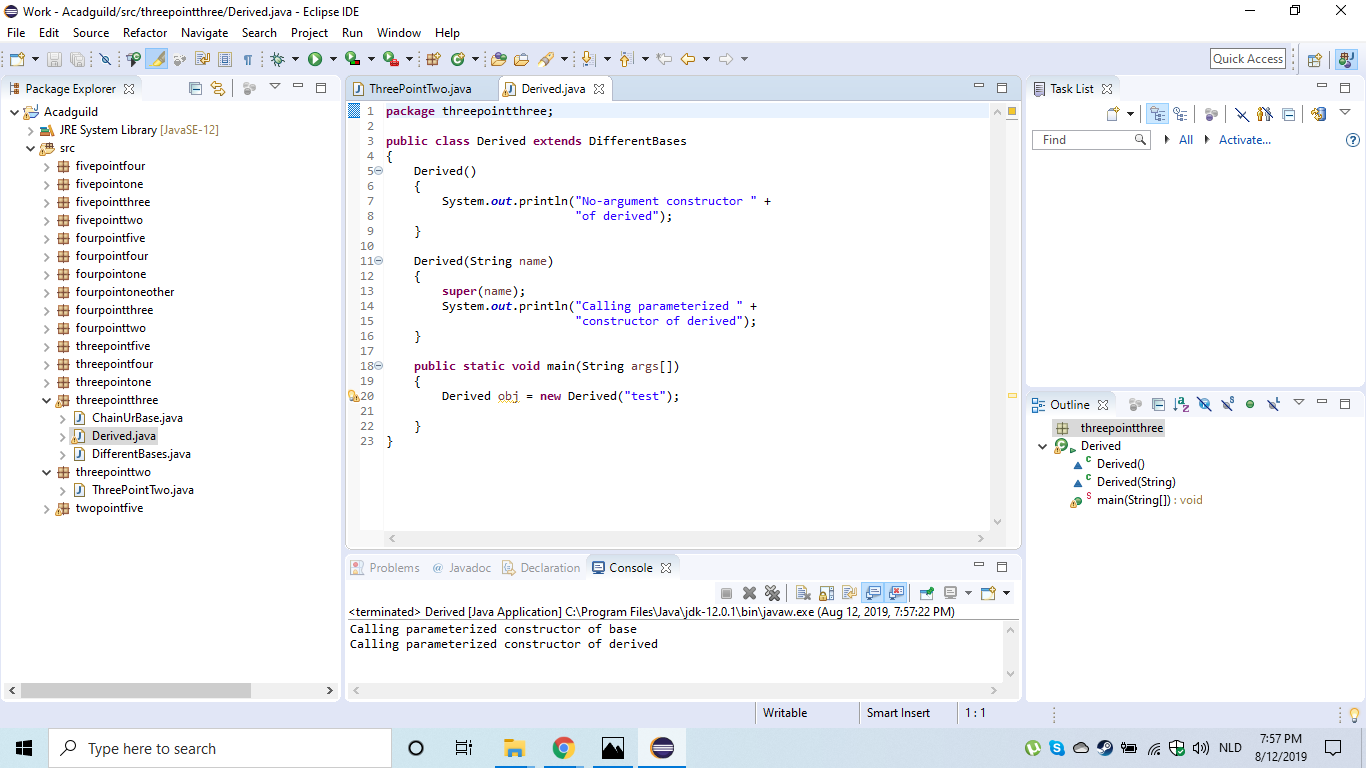 Work - Acadguild/src/threepointthree/Derived.java - Eclipse IDE
File Edit Source Refactor Navigate Search Project Run Window Help
Quick Access
Package Explorer
Acadguild
JRE System Library [JavaSE-12]
src
fivepointfour
fivepointone
fivepointthree
fivepointtwo
fourpointfive
fourpointfour
fourpointone
fourpointoneother
fourpointthree
fourpointtwo
threepointfive
threepointfour
threepointone
threepointthree
ChainUrBase.java
Derived.java
DifferentBases.java
threepointtwo
ThreePointTwo.java
twopointfive
ThreePointTwo.java Derived.java
1 package threepointthree;
2
3 public class Derived extends DifferentBases
4 {
5 Derived()
6 {
7 System.out.println("No-argument constructor " +
8 "of derived");
9 }
10
11 Derived(String name)
12 {
13 super(name);
14 System.out.println("Calling parameterized " +
15 "constructor of derived");
16 }
17
18 public static void main(String args[])
19 {
20 Derived obj = new Derived("test");
21
22 }
23 }
Problems @ Javadoc Declaration Console
<terminated> Derived [Java Application] C:\Program Files\Java\jdk-12.0.1\bin\javaw.exe (Aug 12, 2019, 7:57:22 PM)
Calling parameterized constructor of base
Calling parameterized constructor of derived
Task List
Find All Activate...
Outline
threepointthree
Derived
Derived()
Derived(String)
main(String[]) : void
Writable Smart Insert 1 : 1
Type here to search
NLD
7:57 PM
8/12/2019